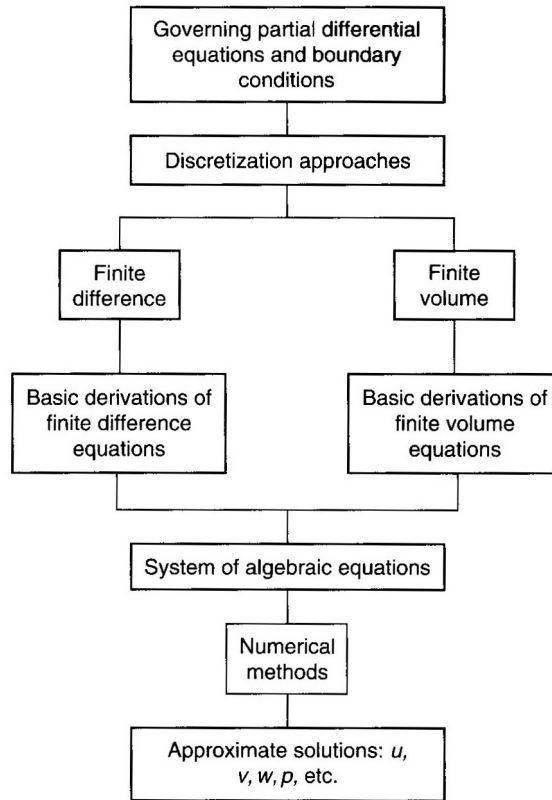 Governing partial differential
equations and boundary
conditions
Discretization approaches
Finite
difference
Finite
volume
Basic derivations of
finite difference
equations
Basic derivations of
finite volume
equations
System of algebraic equations
Numerical
methods
Approximate solutions: u,
v, w, p, etc.